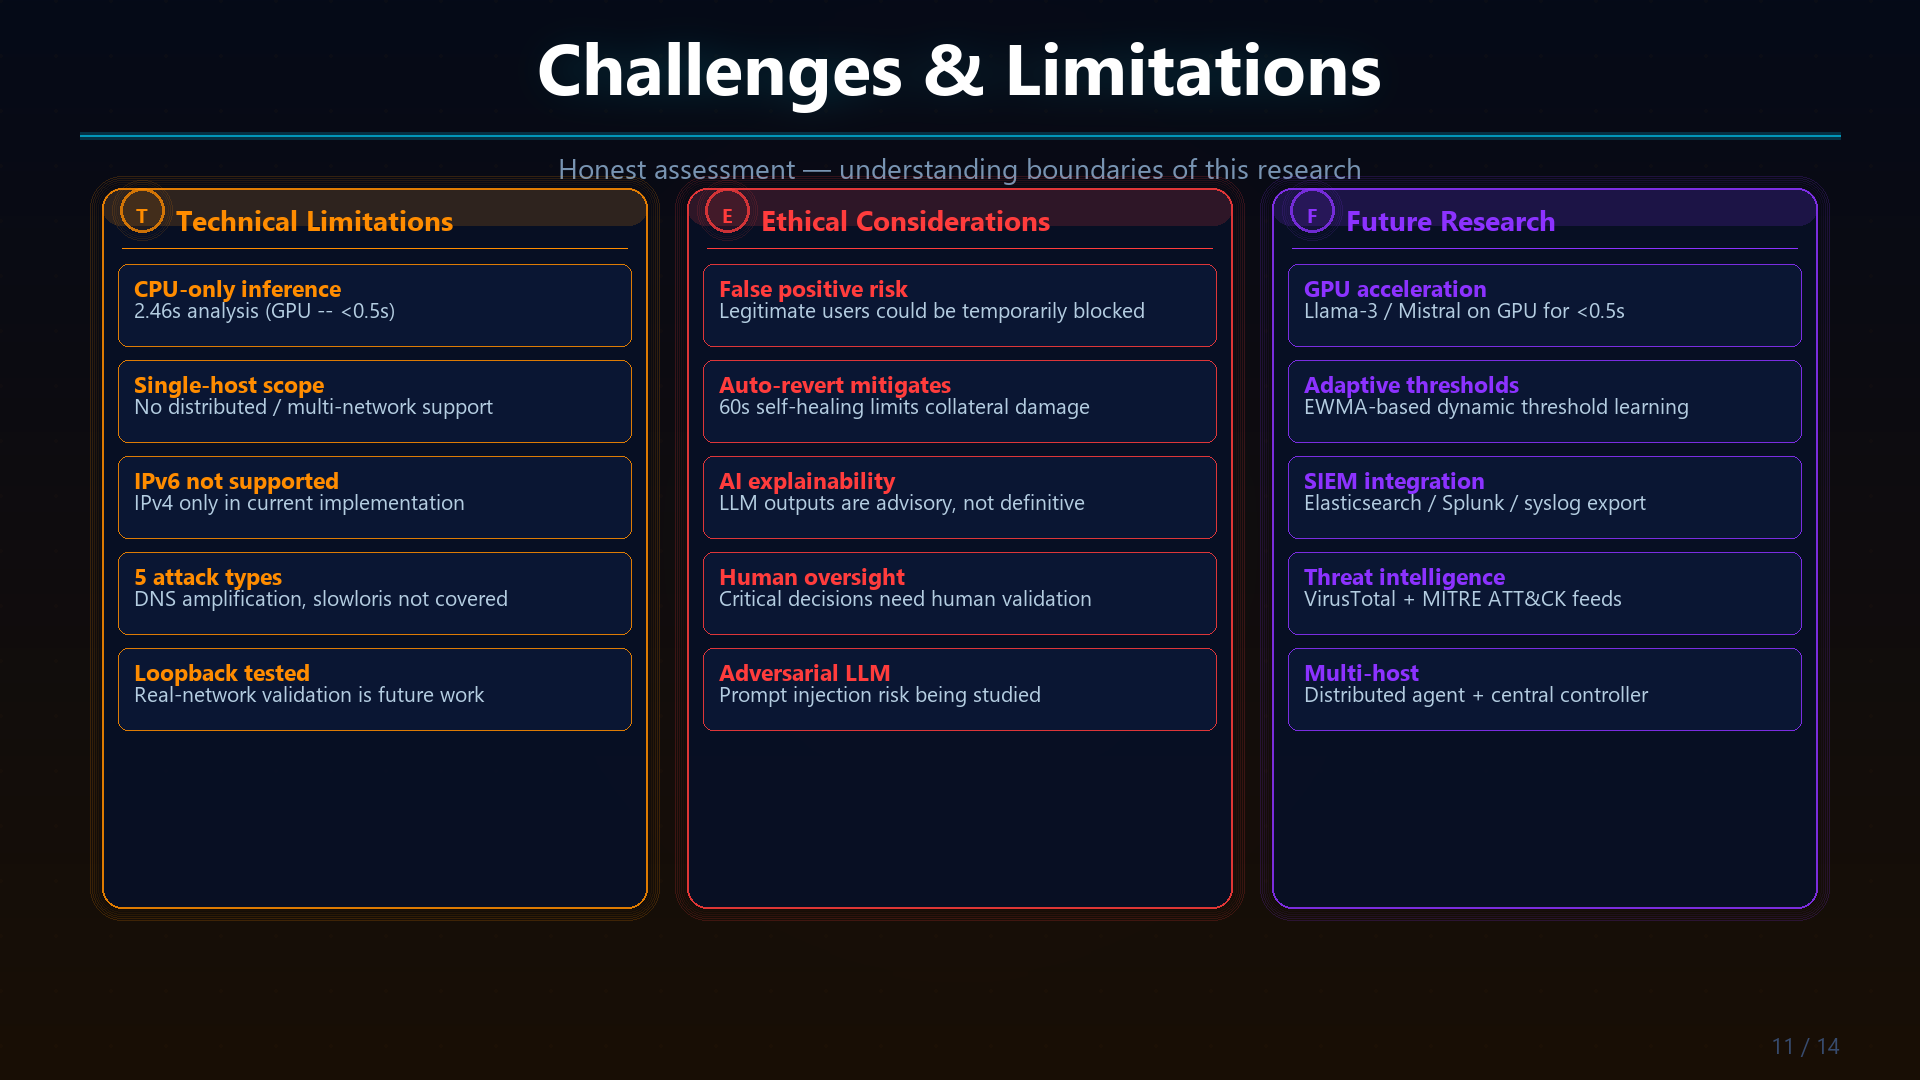 Challenges & Limitations
Honest assessment — understanding boundaries of this research
T
Technical Limitations
CPU-only inference
2.46s analysis (GPU -- <0.5s)
Single-host scope
No distributed / multi-network support
IPv6 not supported
IPv4 only in current implementation
5 attack types
DNS amplification, slowloris not covered
Loopback tested
Real-network validation is future work
E
Ethical Considerations
False positive risk
Legitimate users could be temporarily blocked
Auto-revert mitigates
60s self-healing limits collateral damage
AI explainability
LLM outputs are advisory, not definitive
Human oversight
Critical decisions need human validation
Adversarial LLM
Prompt injection risk being studied
F
Future Research
GPU acceleration
Llama-3 / Mistral on GPU for <0.5s
Adaptive thresholds
EWMA-based dynamic threshold learning
SIEM integration
Elasticsearch / Splunk / syslog export
Threat intelligence
VirusTotal + MITRE ATT&CK feeds
Multi-host
Distributed agent + central controller
11 / 14